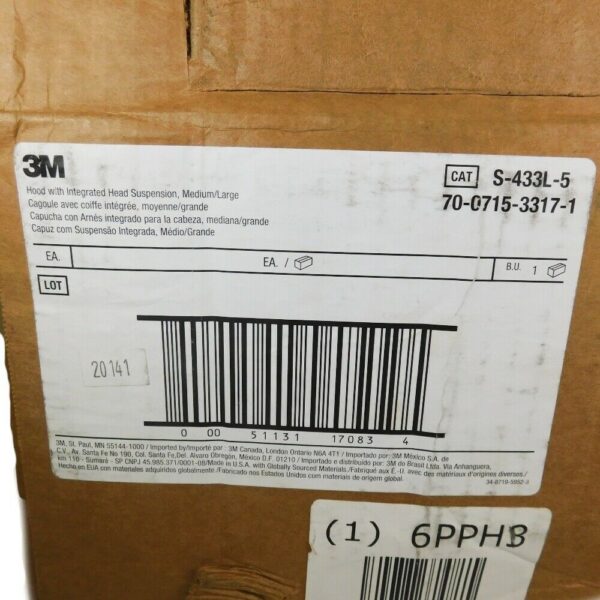 3M
Hood with Integrated Head Suspension, Medium/Large
Cagoule avec coiffe intégrée, moyenne/grande
Capucha con Arnés integrado para la cabeza, mediana/grande
Capuz com Suspensão Integrada, Médio/Grande
CAT S-433L-5
70-0715-3317-1
EA. EA. / B.U. 1
LOT
20141
0 00 51131 17083 4
3M, St. Paul, MN 55144-1000 / Imported by/Importé par : 3M Canada, London Ontario N6A 4T1 / Importado por: 3M México S.A. de
C.V., Av. Santa Fe No 190, Col. Santa Fe, Del. Alvaro Obregón, México D.F. 01210 / Importado e distribuido por: 3M do Brasil Ltda. Via Anhanguera,
km 110 - Sumaré - SP CNPJ 45.985.371/0001-08/Made in U.S.A. with Globally Sourced Materials./Fabriqué aux É.-U. avec des matériaux d'origines diverses./
Hecho en EUA con materiales adquiridos globalmente./Fabricado nos Estados Unidos com materiais de origem global.
34-8719-5952-3
(1) 6PPH3